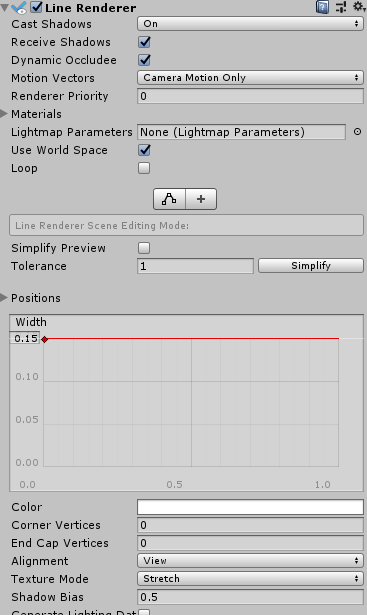 Line Renderer
Cast Shadows On
Receive Shadows
Dynamic Occludee
Motion Vectors Camera Motion Only
Renderer Priority 0
Materials
Lightmap Parameters None (Lightmap Parameters)
Use World Space
Loop
Line Renderer Scene Editing Mode:
Simplify Preview
Tolerance 1 Simplify
Positions
Width
0.15
0.10
0.05
0.00
0.0 0.5 1.0
Color
Corner Vertices 0
End Cap Vertices 0
Alignment View
Texture Mode Stretch
Shadow Bias 0.5
Generate Lighting Dat